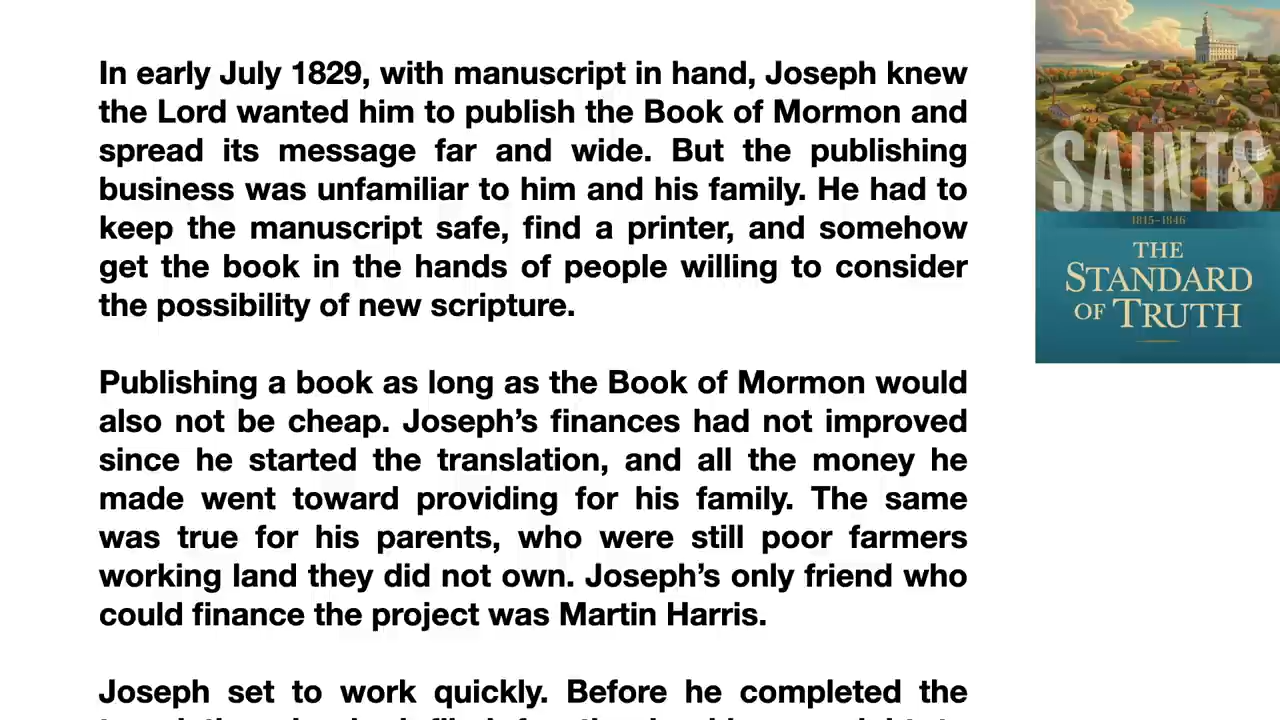 In early July 1829, with manuscript in hand, Joseph knew
the Lord wanted him to publish the Book of Mormon and
spread its message far and wide. But the publishing
business was unfamiliar to him and his family. He had to
keep the manuscript safe, find a printer, and somehow
get the book in the hands of people willing to consider
the possibility of new scripture.
Publishing a book as long as the Book of Mormon would
also not be cheap. Joseph’s finances had not improved
since he started the translation, and all the money he
made went toward providing for his family. The same
was true for his parents, who were still poor farmers
working land they did not own. Joseph’s only friend who
could finance the project was Martin Harris.
Joseph set to work quickly. Before he completed the
SAINTS
1815–1846
THE
STANDARD
OF TRUTH